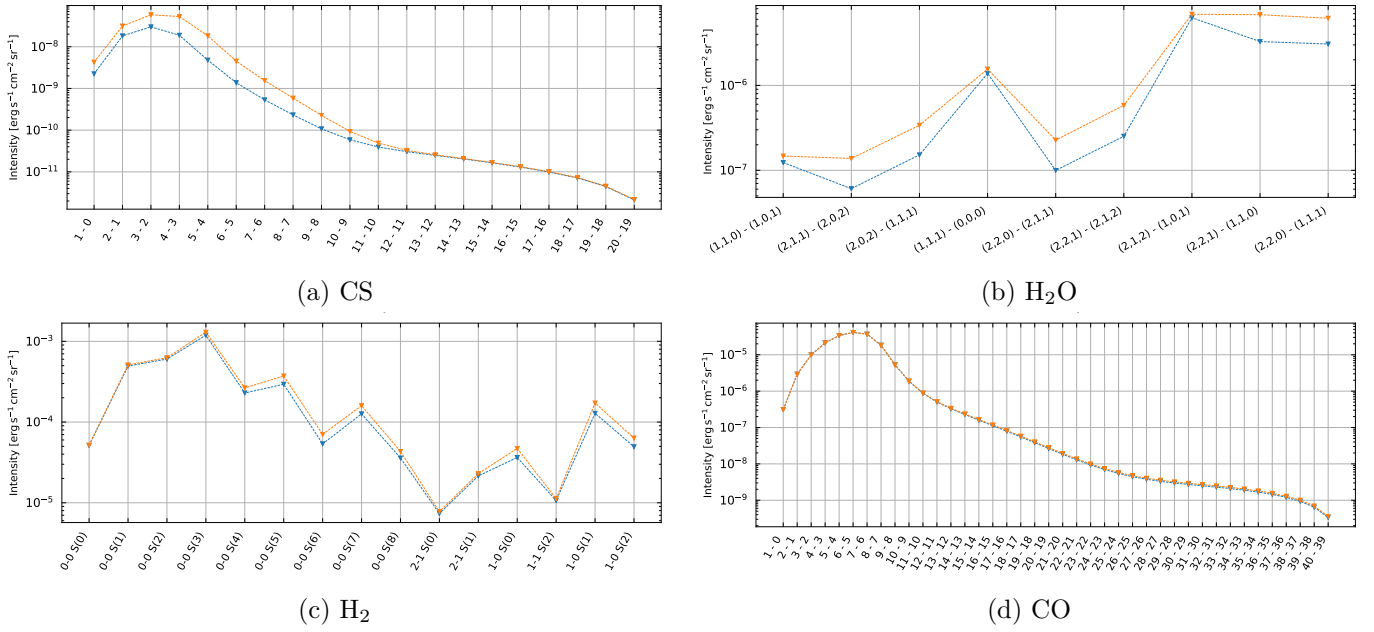 Intensity [erg s⁻¹ cm⁻² sr⁻¹]
10⁻⁸
10⁻⁹
10⁻¹⁰
10⁻¹¹
1 - 0
2 - 1
3 - 2
4 - 3
5 - 4
6 - 5
7 - 6
8 - 7
9 - 8
10 - 9
11 - 10
12 - 11
13 - 12
14 - 13
15 - 14
16 - 15
17 - 16
18 - 17
19 - 18
20 - 19
(a) CS
Intensity [erg s⁻¹ cm⁻² sr⁻¹]
10⁻⁶
10⁻⁷
(1,1,0) - (1,0,1)
(2,1,1) - (2,0,2)
(2,0,2) - (1,1,1)
(1,1,1) - (0,0,0)
(2,2,0) - (2,1,1)
(2,2,1) - (2,1,2)
(2,1,2) - (1,0,1)
(2,2,1) - (1,1,0)
(2,2,0) - (1,1,1)
(b) H₂O
Intensity [erg s⁻¹ cm⁻² sr⁻¹]
10⁻³
10⁻⁴
10⁻⁵
0-0 S(0)
0-0 S(1)
0-0 S(2)
0-0 S(3)
0-0 S(4)
0-0 S(5)
0-0 S(6)
0-0 S(7)
0-0 S(8)
2-1 S(0)
2-1 S(1)
1-0 S(0)
1-1 S(2)
1-0 S(1)
1-0 S(2)
(c) H₂
Intensity [erg s⁻¹ cm⁻² sr⁻¹]
10⁻⁵
10⁻⁶
10⁻⁷
10⁻⁸
10⁻⁹
1 - 0
2 - 1
3 - 2
4 - 3
5 - 4
6 - 5
7 - 6
8 - 7
9 - 8
10 - 9
11 - 10
12 - 11
13 - 12
14 - 13
15 - 14
16 - 15
17 - 16
18 - 17
19 - 18
20 - 19
21 - 20
22 - 21
23 - 22
24 - 23
25 - 24
26 - 25
27 - 26
28 - 27
29 - 28
30 - 29
31 - 30
32 - 31
33 - 32
34 - 33
35 - 34
36 - 35
37 - 36
38 - 37
39 - 38
40 - 39
(d) CO